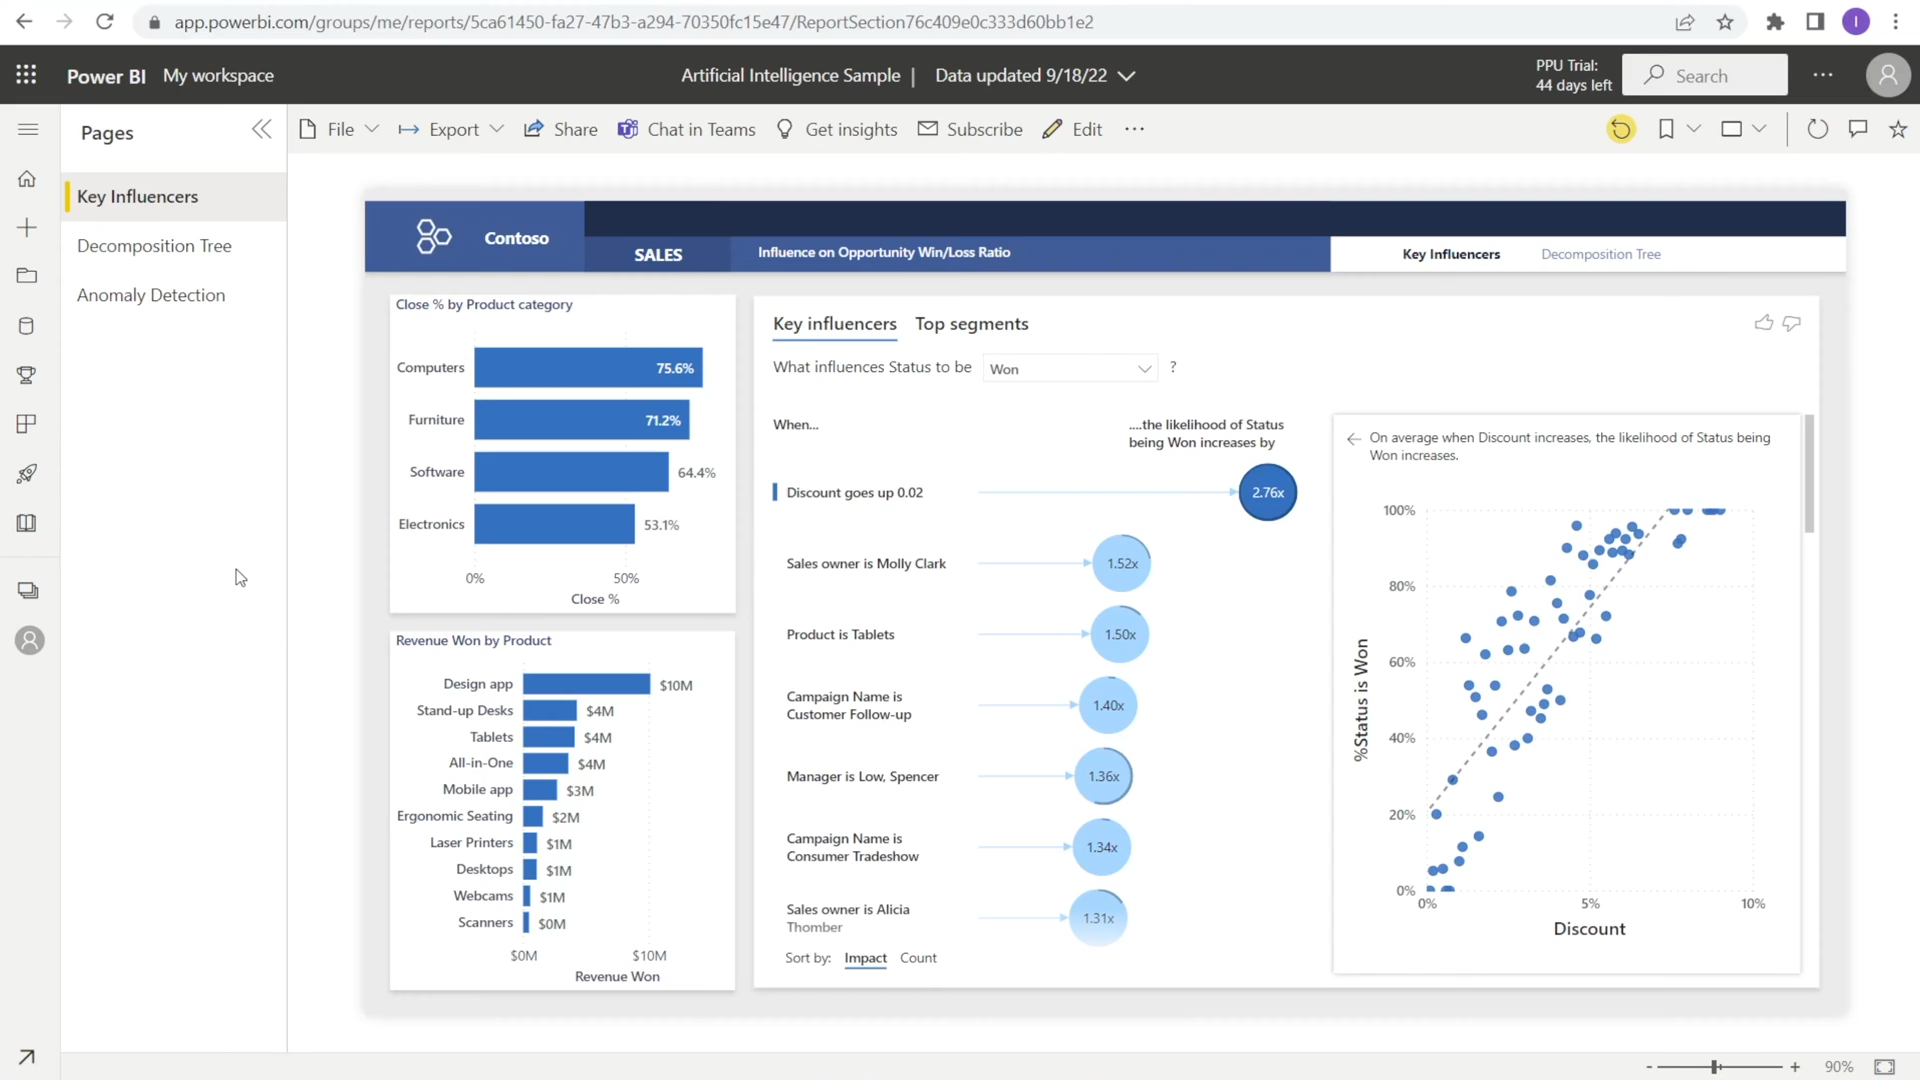 app.powerbi.com/groups/me/reports/5ca61450-fa27-47b3-a294-70350fc15e47/ReportSection76c409e0c333d60bb1e2
I
Power BI My workspace
Artificial Intelligence Sample | Data updated 9/18/22
PPU Trial:
44 days left
Search
Pages
File
Export
Share
Chat in Teams
Get insights
Subscribe
Edit
Key Influencers
Decomposition Tree
Anomaly Detection
Contoso
SALES
Influence on Opportunity Win/Loss Ratio
Key Influencers
Decomposition Tree
Close % by Product category
Computers 75.6%
Furniture 71.2%
Software 64.4%
Electronics 53.1%
0% 50%
Close %
Revenue Won by Product
Design app $10M
Stand-up Desks $4M
Tablets $4M
All-in-One $4M
Mobile app $3M
Ergonomic Seating $2M
Laser Printers $1M
Desktops $1M
Webcams $1M
Scanners $0M
$0M $10M
Revenue Won
Key influencers Top segments
What influences Status to be Won ?
When...
....the likelihood of Status
being Won increases by
Discount goes up 0.02 2.76x
Sales owner is Molly Clark 1.52x
Product is Tablets 1.50x
Campaign Name is
Customer Follow-up
1.40x
Manager is Low, Spencer 1.36x
Campaign Name is
Consumer Tradeshow
1.34x
Sales owner is Alicia
Thomber
1.31x
Sort by: Impact Count
On average when Discount increases, the likelihood of Status being
Won increases.
100%
80%
60%
40%
20%
0%
%Status is Won
0% 5% 10%
Discount
- + 90%